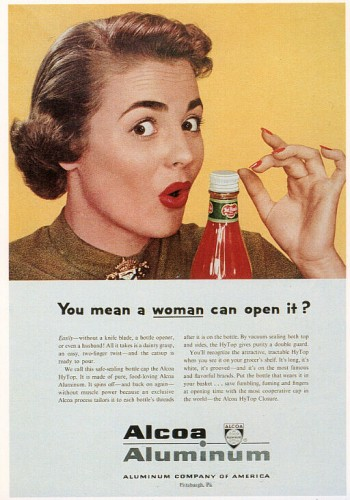 Del Monte
You mean a woman can open it?
Easily—without a knife blade, a bottle opener,
or even a husband! All it takes is a dainty grasp,
an easy, two-finger twist—and the catsup is
ready to pour.
We call this safe-sealing bottle cap the Alcoa
HyTop. It is made of pure, food-loving Alcoa
Aluminum. It spins off—and back on again—
without muscle power because an exclusive
Alcoa process tailors it to each bottle's threads
after it is on the bottle. By vacuum sealing both top
and sides, the HyTop gives purity a double guard.
You'll recognize the attractive, tractable HyTop
when you see it on your grocer's shelf. It's long, it's
white, it's grooved—and it's on the most famous
and flavorful brands. Put the bottle that wears it in
your basket . . . save fumbling, fuming and fingers
at opening time with the most cooperative cap in
the world—the Alcoa HyTop Closure.
Alcoa
ALCOA
Aluminum
ALUMINUM COMPANY OF AMERICA
Pittsburgh, Pa.